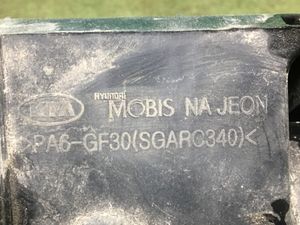 KIA HYUNDAI MOBIS NA JEON
>PA6-GF30(SGARC340)<